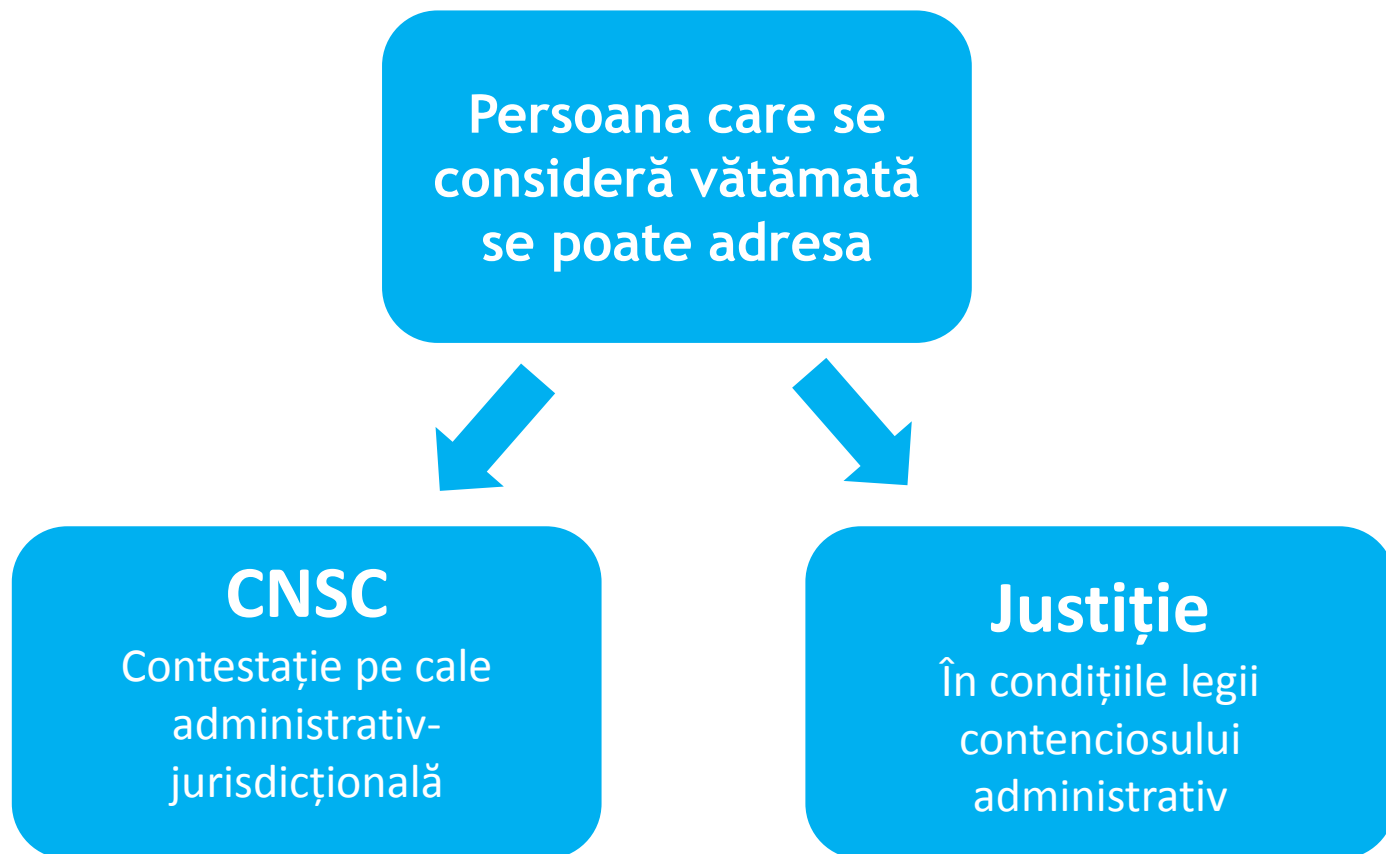 Persoana care se
consideră vătămată
se poate adresa
CNSC
Contestație pe cale
administrativ-
jurisdicțională
Justiție
În condițiile legii
contenciosului
administrativ